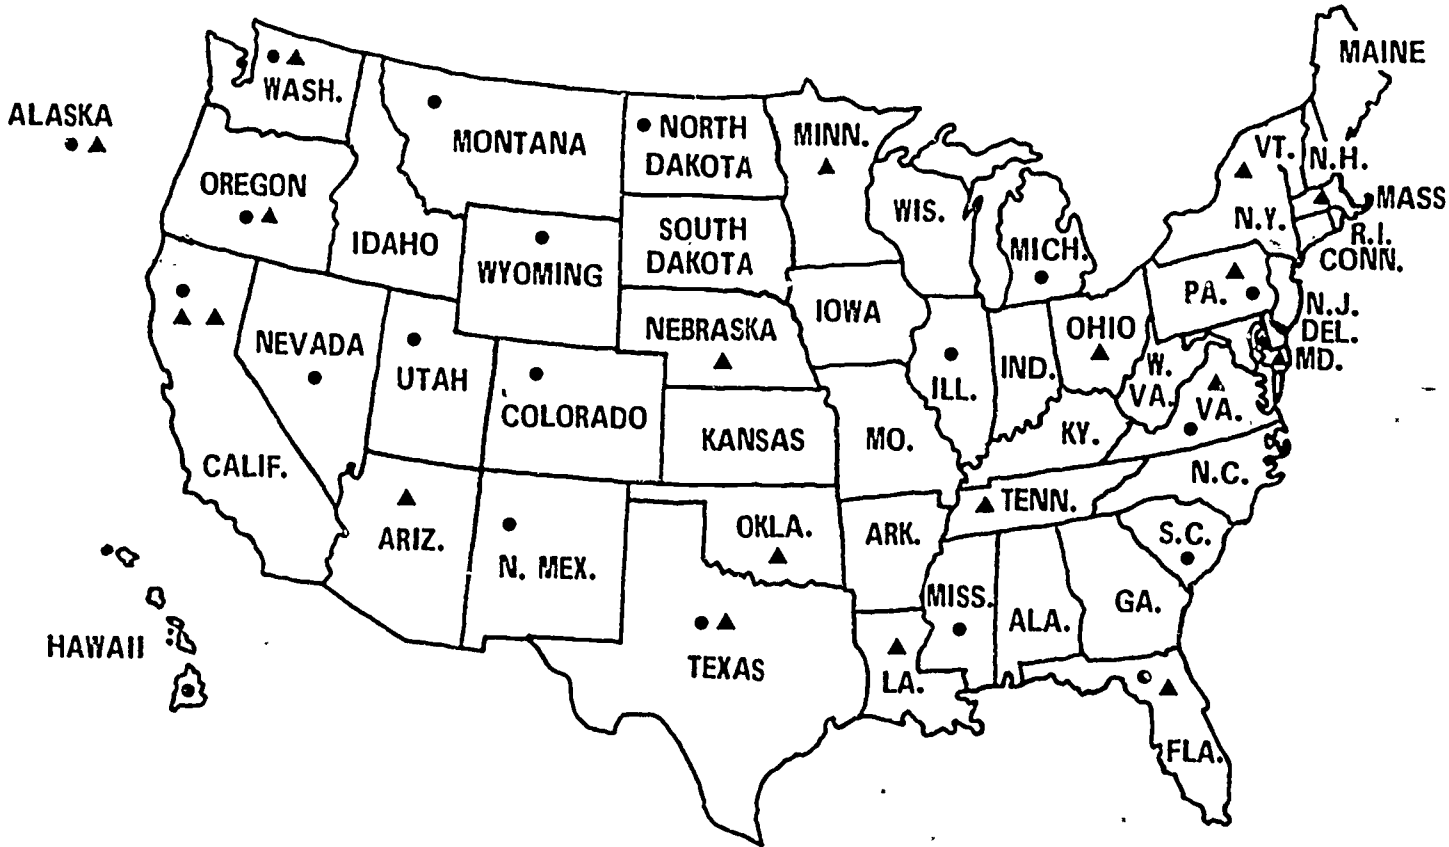 MAINE
WASH.
ALASKA
MONTANA
NORTH
DAKOTA
MINN.
VT.
N.H.
MASS
OREGON
WIS.
N.Y.
R.I.
CONN.
IDAHO
SOUTH
DAKOTA
MICH.
WYOMING
PA.
N.J.
DEL.
MD.
IOWA
NEBRASKA
OHIO
NEVADA
UTAH
ILL.
IND.
W.
VA.
VA.
COLORADO
KANSAS
MO.
KY.
CALIF.
N.C.
TENN.
ARIZ.
N. MEX.
OKLA.
ARK.
S.C.
MISS.
ALA.
GA.
HAWAII
TEXAS
LA.
FLA.